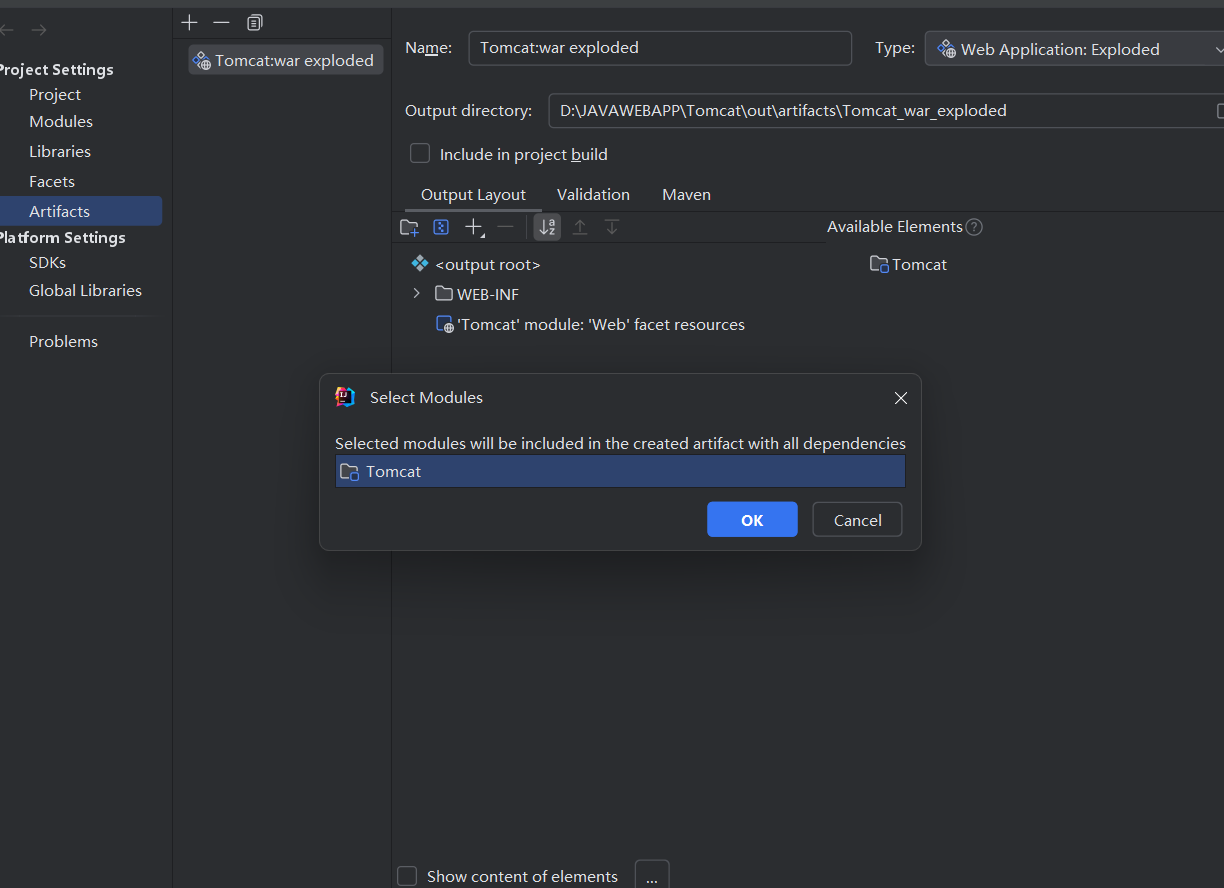 Project Settings
Project
Modules
Libraries
Facets
Artifacts
Platform Settings
SDKs
Global Libraries
Problems
Tomcat:war exploded
Name: Tomcat:war exploded Type: Web Application: Exploded
Output directory: D:\JAVAWEBAPP\Tomcat\out\artifacts\Tomcat_war_exploded
Include in project build
Output Layout Validation Maven
Available Elements ?
<output root>
WEB-INF
'Tomcat' module: 'Web' facet resources
Tomcat
Select Modules
Selected modules will be included in the created artifact with all dependencies
Tomcat
OK Cancel
Show content of elements ...